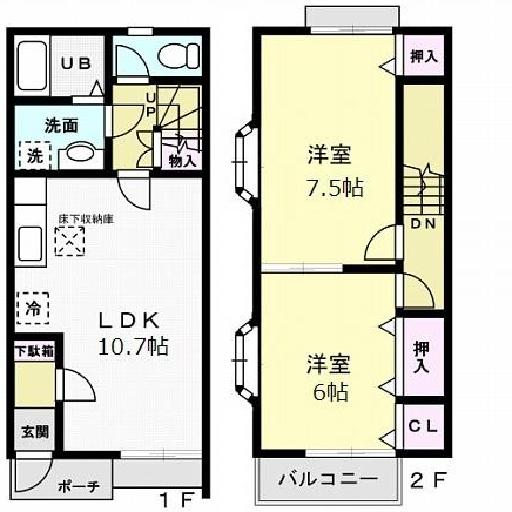 UB
UP
洗面
洗
物入
床下収納庫
冷
LDK
10.7帖
下駄箱
玄関
ポーチ
1F
押入
洋室
7.5帖
DN
洋室
6帖
押入
CL
バルコニー
2F